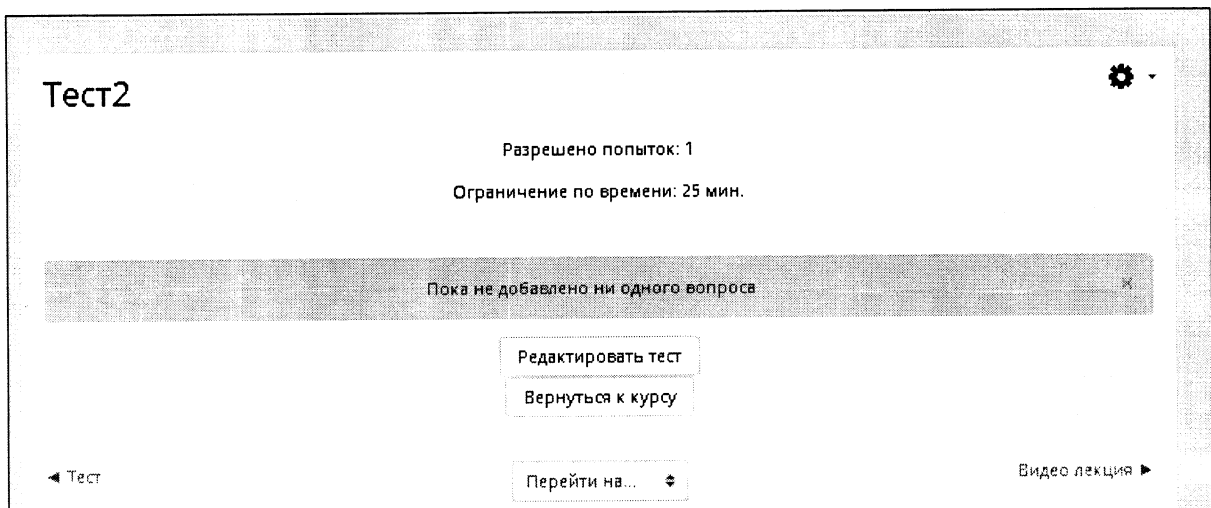 Тест2
Разрешено попыток: 1
Ограничение по времени: 25 мин.
Пока не добавлено ни одного вопроса ×
Редактировать тест
Вернуться к курсу
◄ Тест
Перейти на...
Видео лекция ►